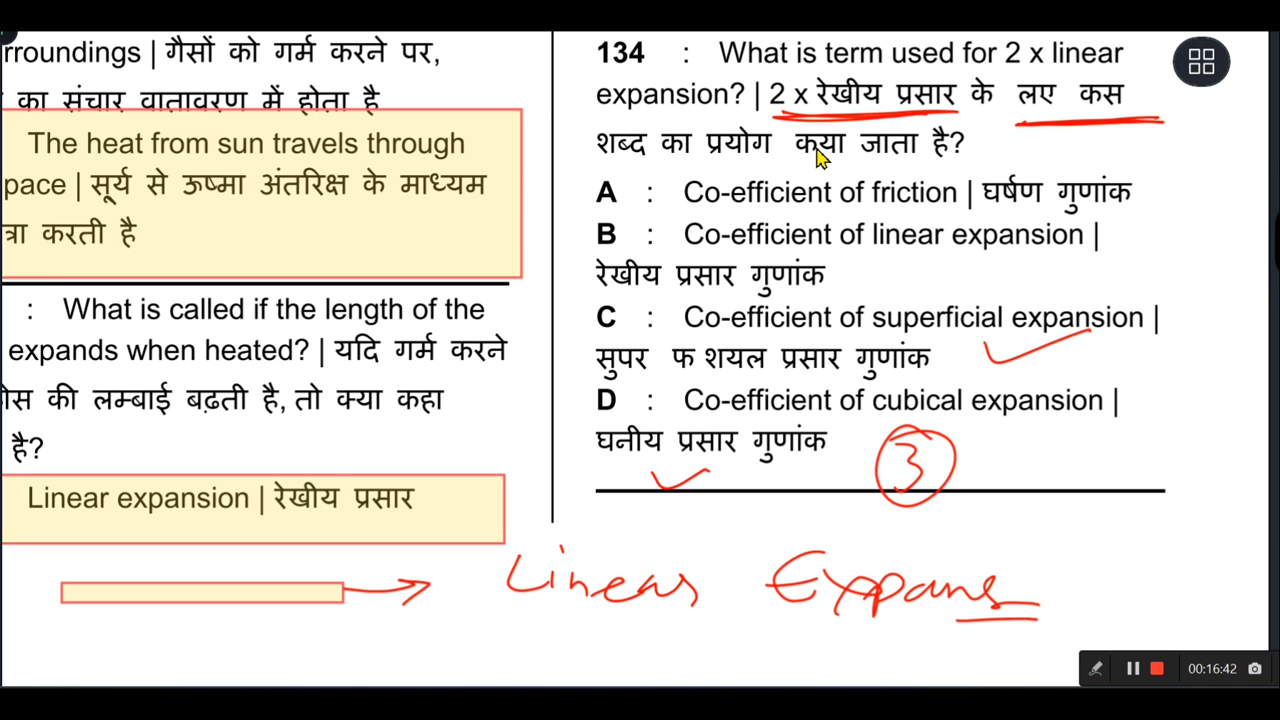 rroundings | गैसों को गर्म करने पर,
का संचार वातावरण में होता है
The heat from sun travels through
pace | सूर्य से ऊष्मा अंतरिक्ष के माध्यम
त्रा करती है
: What is called if the length of the
expands when heated? | यदि गर्म करने
ोस की लम्बाई बढ़ती है, तो क्या कहा
है?
Linear expansion | रेखीय प्रसार
134 : What is term used for 2 x linear
expansion? | 2 x रेखीय प्रसार के लए कस
शब्द का प्रयोग कया जाता है?
A : Co-efficient of friction | घर्षण गुणांक
B : Co-efficient of linear expansion |
रेखीय प्रसार गुणांक
C : Co-efficient of superficial expansion |
सुपर फ शयल प्रसार गुणांक
D : Co-efficient of cubical expansion |
घनीय प्रसार गुणांक
3
Linear Expans
00:16:42